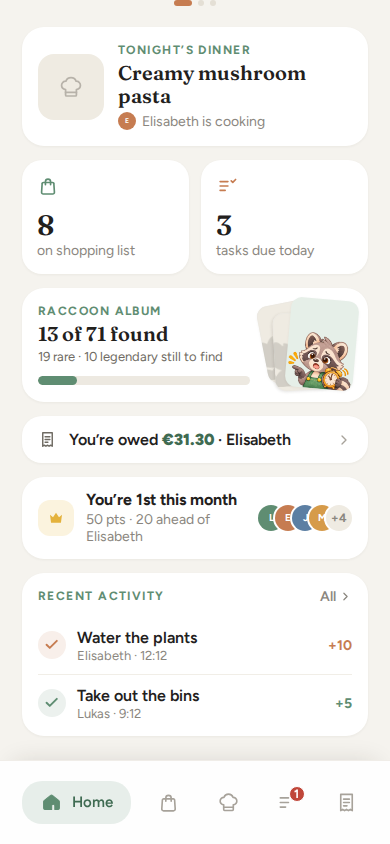 TONIGHT'S DINNER
Creamy mushroom
pasta
E Elisabeth is cooking
8
on shopping list
3
tasks due today
RACCOON ALBUM
13 of 71 found
19 rare · 10 legendary still to find
You're owed €31.30 · Elisabeth
You're 1st this month
50 pts · 20 ahead of
Elisabeth
L E J M +4
RECENT ACTIVITY
All
Water the plants
Elisabeth · 12:12
+10
Take out the bins
Lukas · 9:12
+5
Home
1